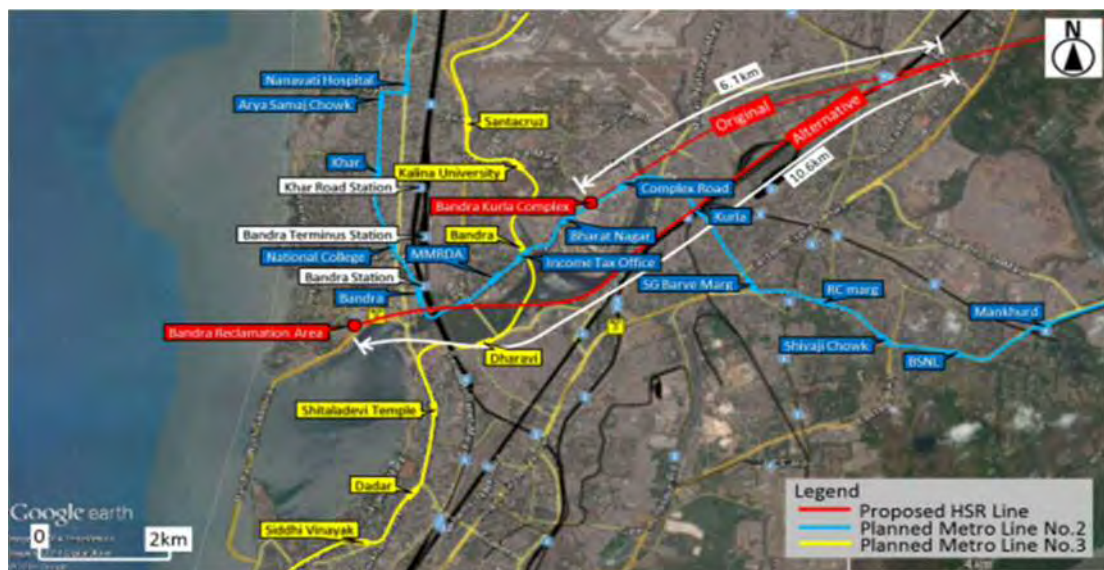 N
Nanavati Hospital
6.1km
Arya Samaj Chowk
Original
Santacruz
Alternative
Khar
Kalina University
10.6km
Khar Road Station
Complex Road
Bandra Kurla Complex
Kurla
Bandra Terminus Station
Bandra
Bharat Nagar
National College
MMRDA
Income Tax Office
Bandra Station
SG Barve Marg
RC marg
Bandra
Mankhurd
Bandra Reclamation Area
Shivaji Chowk
Dharavi
BSNL
Shitaladevi Temple
Dadar
Siddhi Vinayak
Google earth
0
2km
Legend
Proposed HSR Line
Planned Metro Line No.2
Planned Metro Line No.3